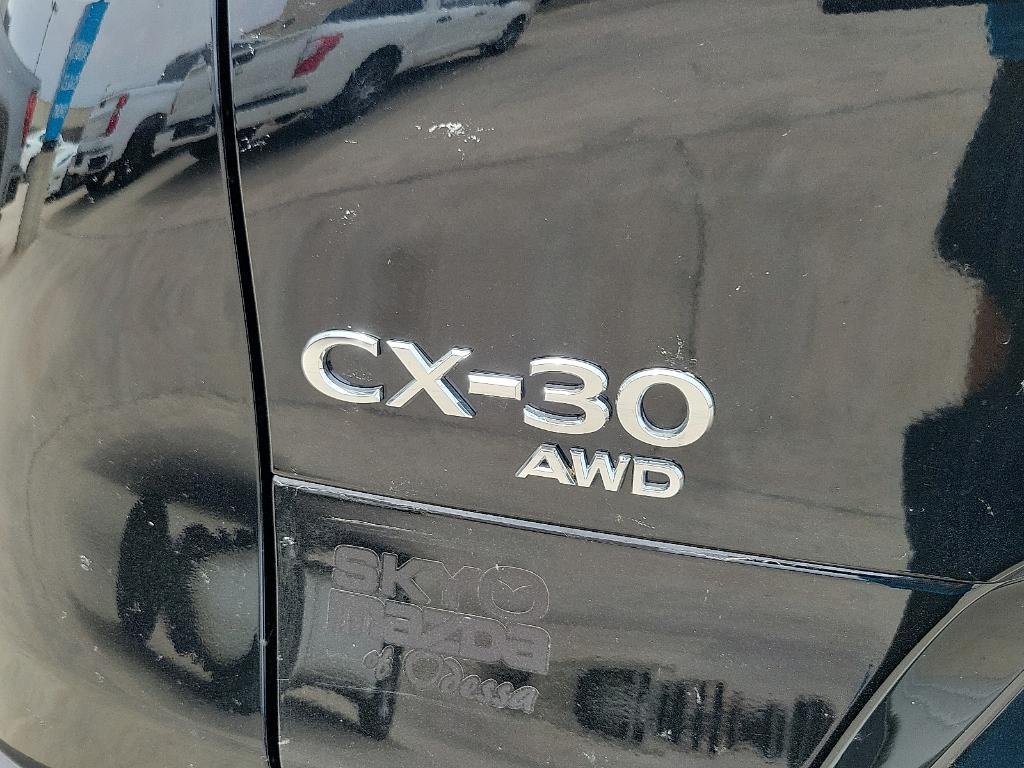 CX-30
AWD
SKY
mazda
of Odessa